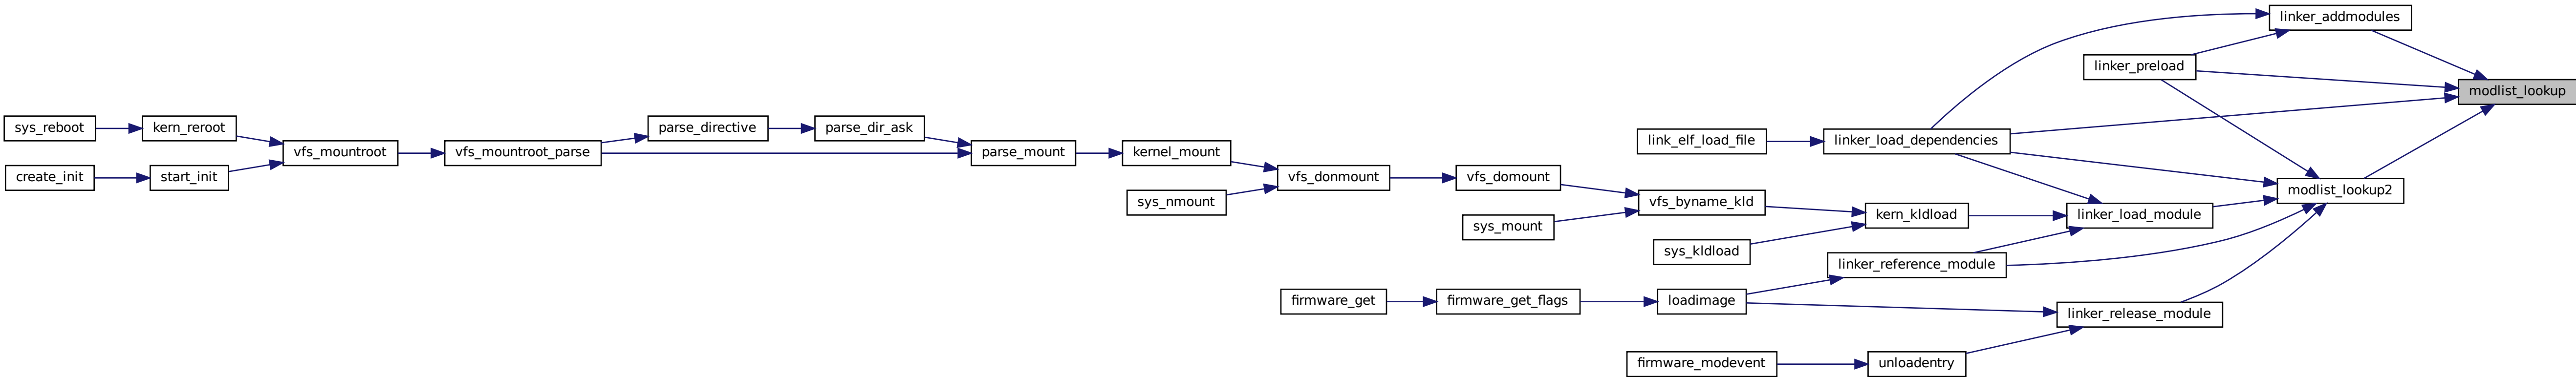 linker_addmodules
linker_preload
modlist_lookup
sys_reboot
kern_reroot
parse_directive
parse_dir_ask
link_elf_load_file
linker_load_dependencies
vfs_mountroot
vfs_mountroot_parse
parse_mount
kernel_mount
create_init
start_init
vfs_donmount
vfs_domount
modlist_lookup2
sys_nmount
vfs_byname_kld
kern_kldload
linker_load_module
sys_mount
sys_kldload
linker_reference_module
firmware_get
firmware_get_flags
loadimage
linker_release_module
firmware_modevent
unloadentry